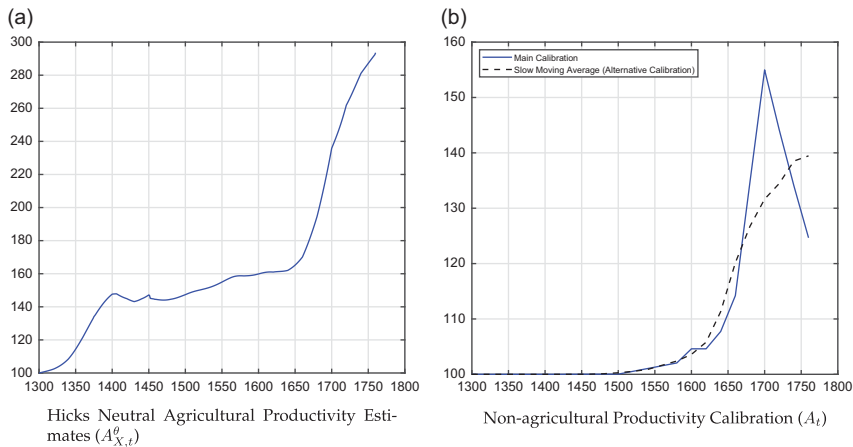 (a)
300
280
260
240
220
200
180
160
140
120
100
1300 1350 1400 1450 1500 1550 1600 1650 1700 1750 1800
Hicks Neutral Agricultural Productivity Esti-
mates (A^θ_{X,t})
(b)
160
Main Calibration
Slow Moving Average (Alternative Calibration)
150
140
130
120
110
100
1300 1350 1400 1450 1500 1550 1600 1650 1700 1750 1800
Non-agricultural Productivity Calibration (A_t)